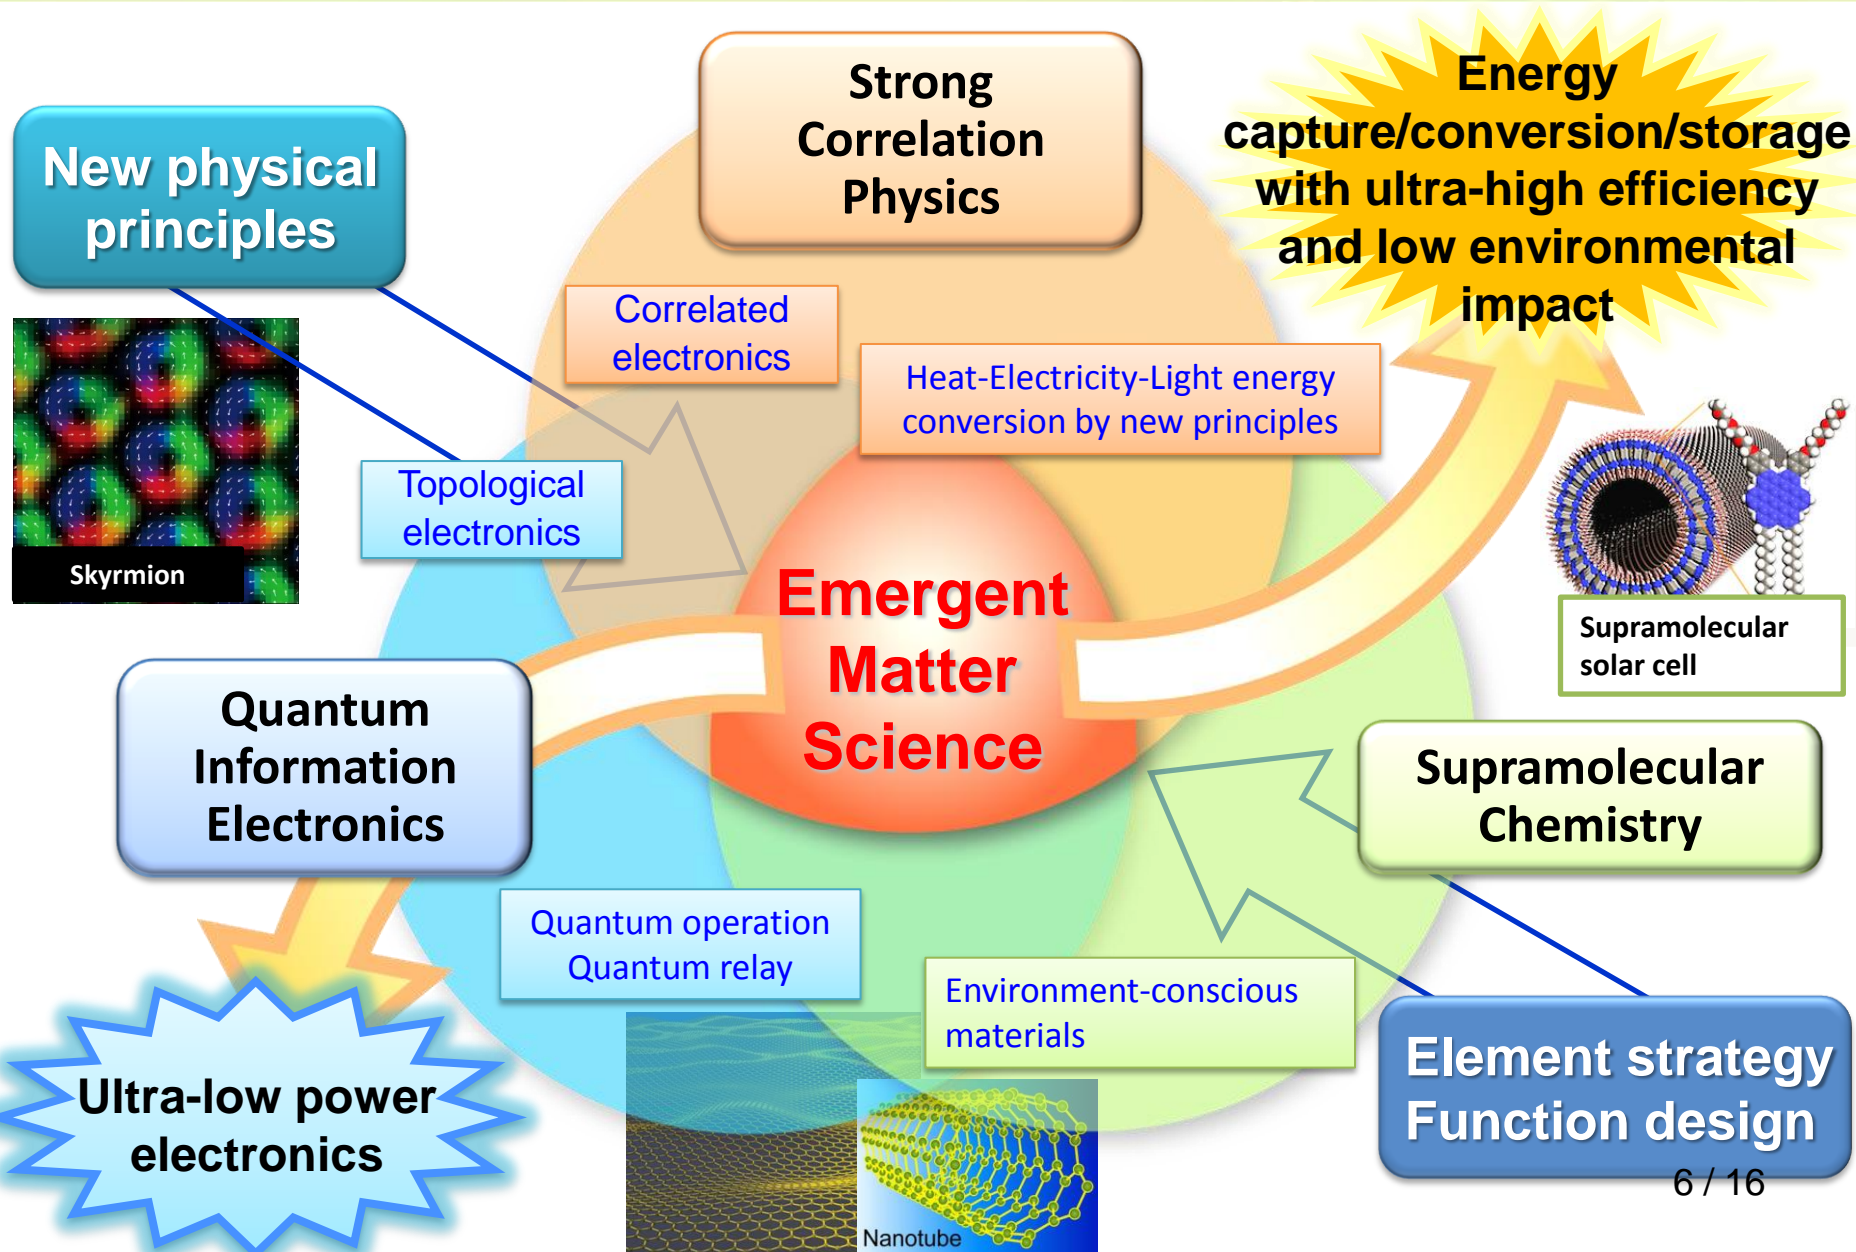 Strong
Correlation
Physics
Energy
capture/conversion/storage
with ultra-high efficiency
and low environmental
impact
New physical
principles
Correlated
electronics
Heat-Electricity-Light energy
conversion by new principles
Topological
electronics
Skyrmion
Emergent
Matter
Science
Supramolecular
solar cell
Quantum
Information
Electronics
Supramolecular
Chemistry
Quantum operation
Quantum relay
Environment-conscious
materials
Element strategy
Function design
Ultra-low power
electronics
6 / 16
Nanotube